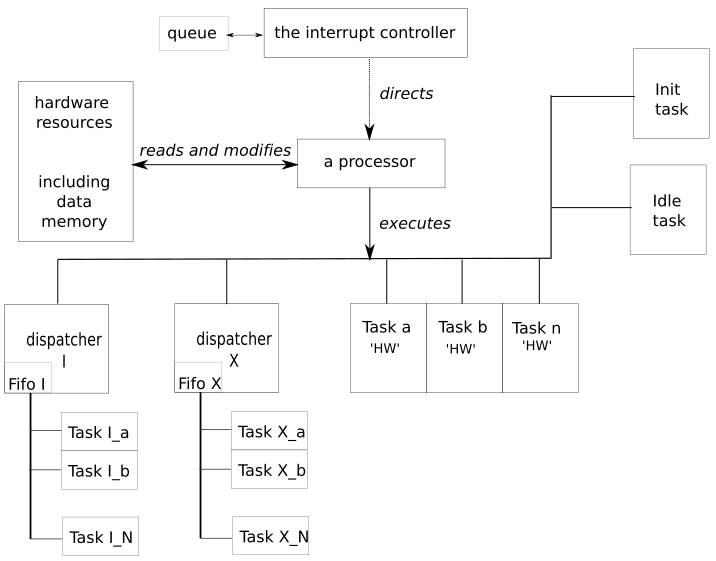 queue
the interrupt controller
directs
hardware
resources
including
data
memory
reads and modifies
a processor
executes
Init
task
Idle
task
dispatcher
I
Fifo I
dispatcher
X
Fifo X
Task a
'HW'
Task b
'HW'
Task n
'HW'
Task I_a
Task I_b
Task I_N
Task X_a
Task X_b
Task X_N